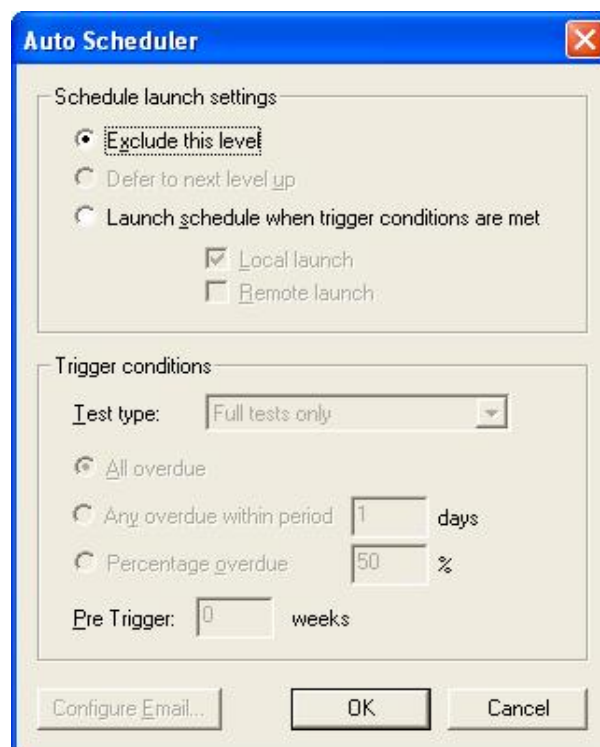 Auto Scheduler
Schedule launch settings
Exclude this level
Defer to next level up
Launch schedule when trigger conditions are met
Local launch
Remote launch
Trigger conditions
Test type: Full tests only
All overdue
Any overdue within period 1 days
Percentage overdue 50 %
Pre Trigger: 0 weeks
Configure Email... OK Cancel